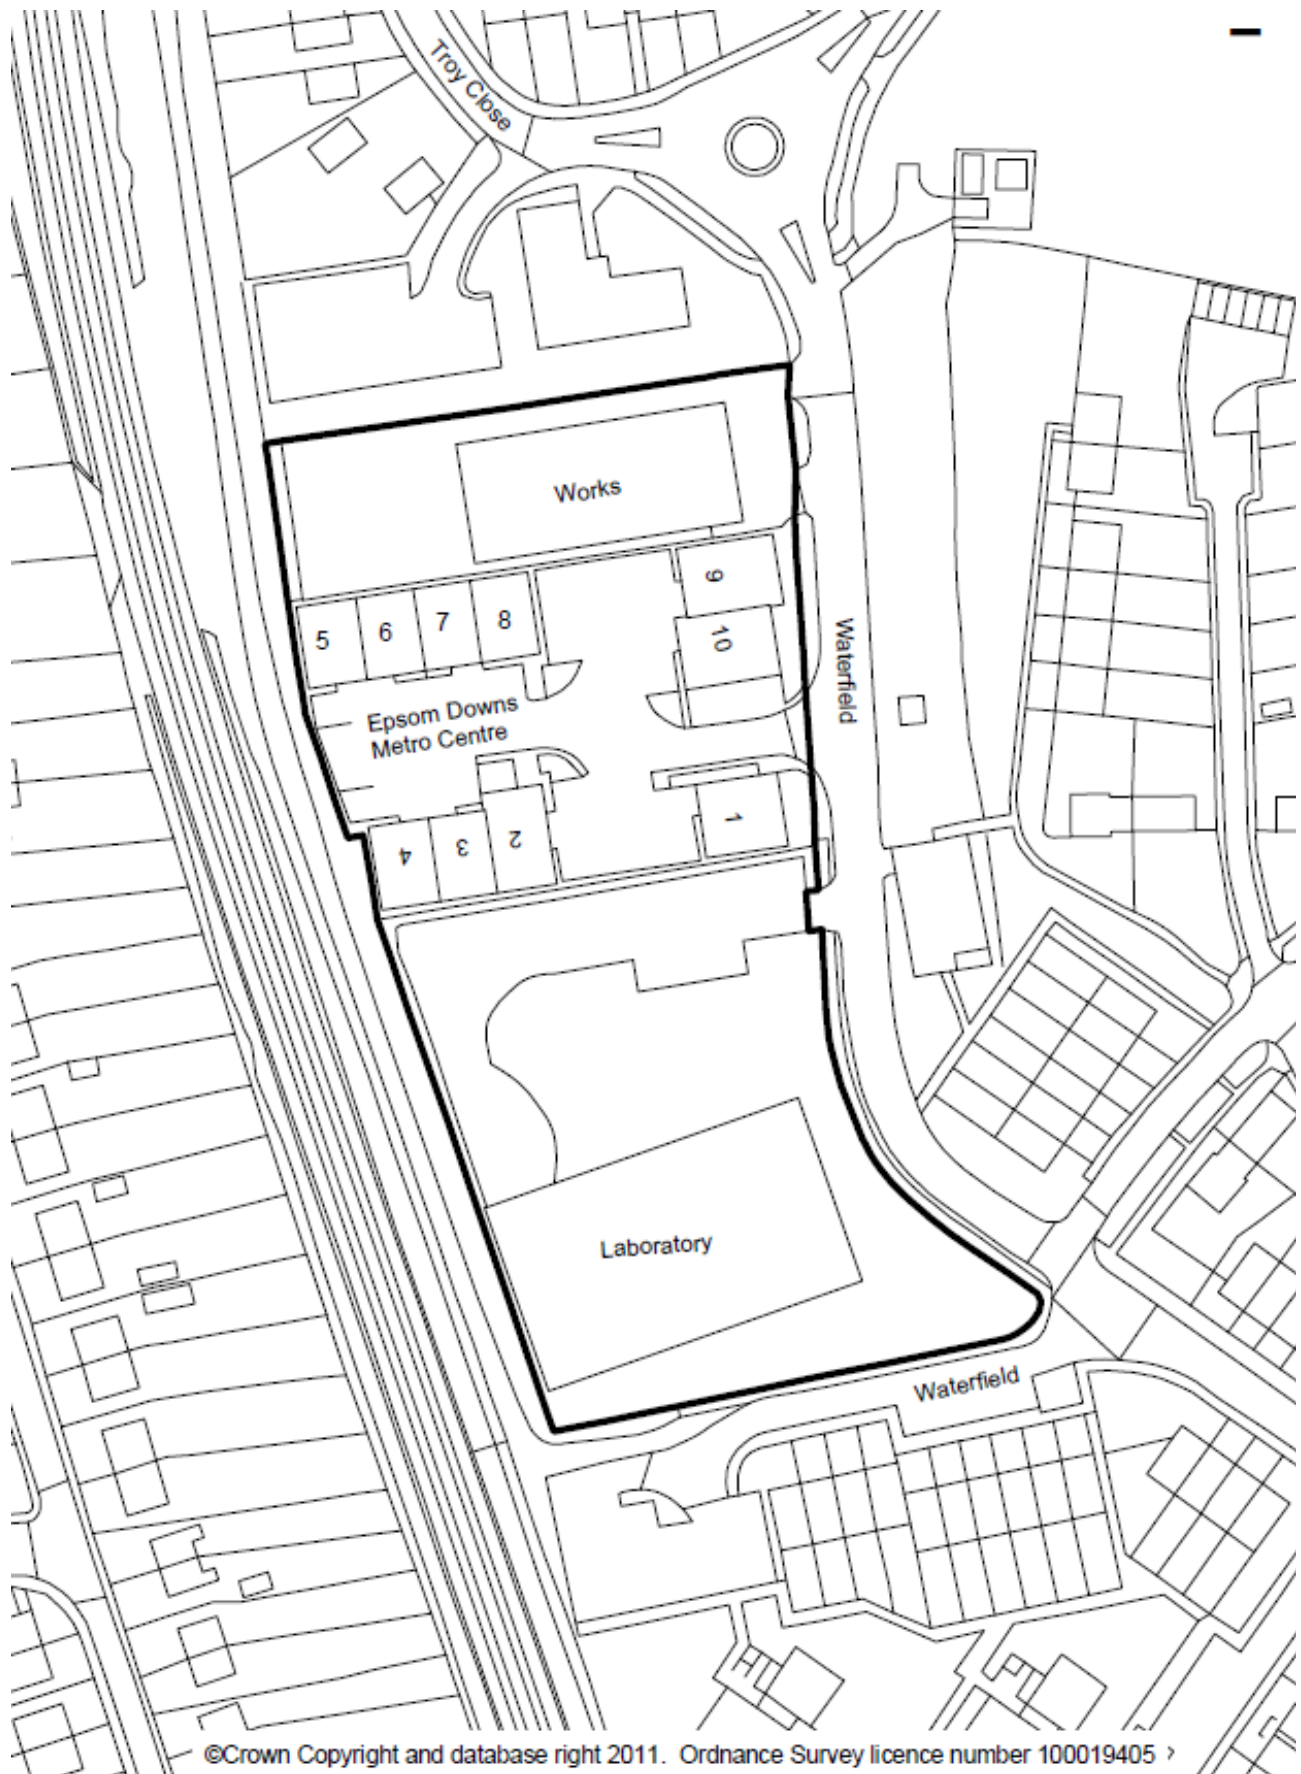 Troy Close
Works
9
5 6 7 8
10
Waterfield
Epsom Downs
Metro Centre
1
4 3 2
Laboratory
Waterfield
©Crown Copyright and database right 2011. Ordnance Survey licence number 100019405